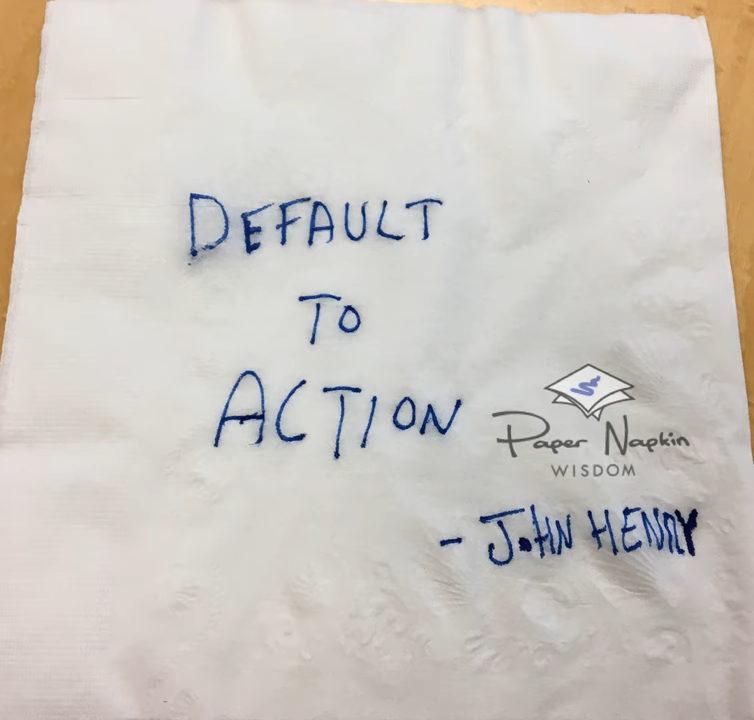 DEFAULT
TO
ACTION
Paper Napkin
WISDOM
- JOHN HENRY